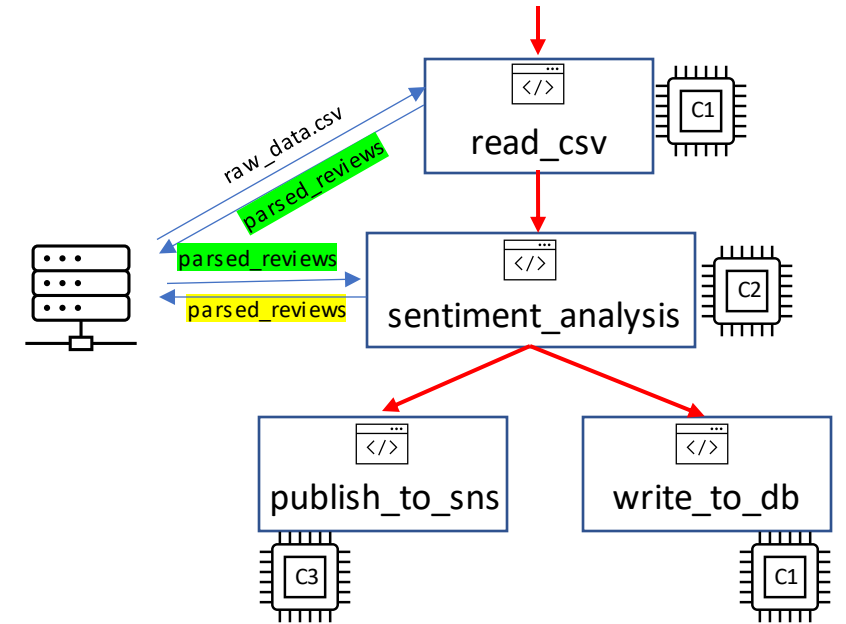 </>
C1
read_csv
raw_data.csv
parsed_reviews
parsed_reviews
</>
C2
sentiment_analysis
parsed_reviews
</>
publish_to_sns
</>
write_to_db
C3
C1